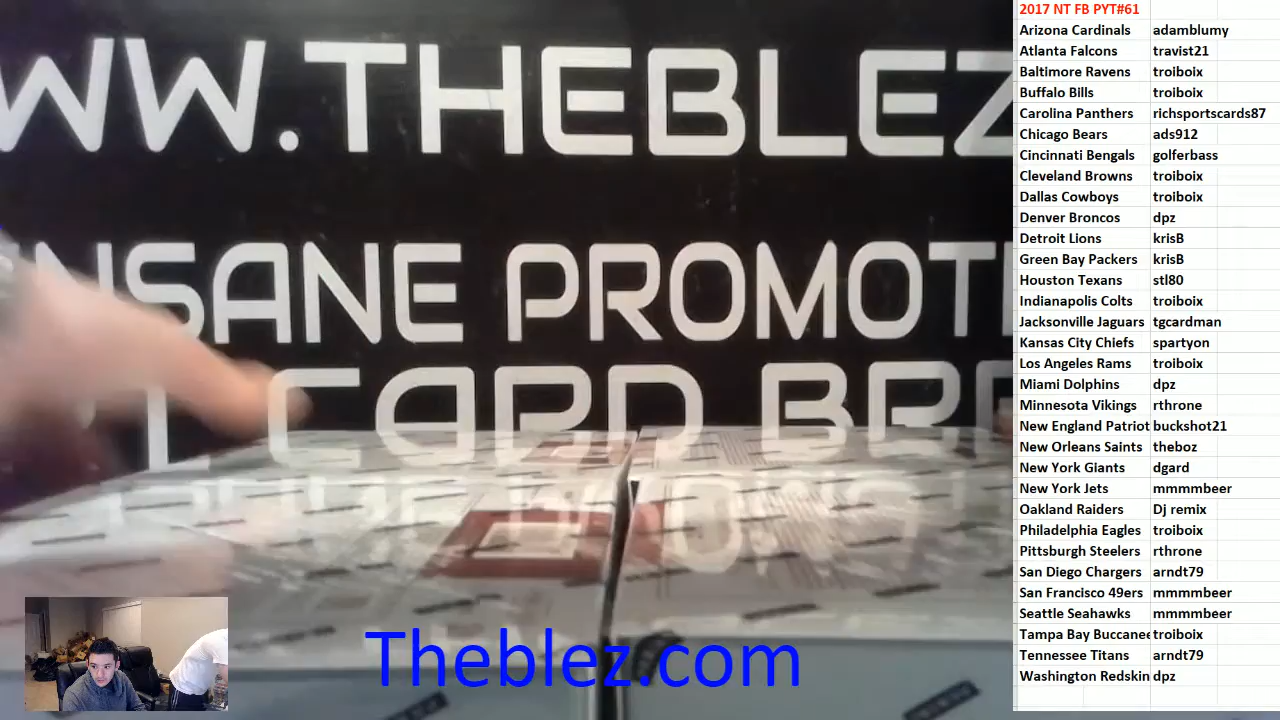 WW.THEBLEZ
INSANE PROMOTI
L CARD BR
Theblez.com
2017 NT FB PYT#61
Arizona Cardinals adamblumy
Atlanta Falcons travist21
Baltimore Ravens troiboix
Buffalo Bills troiboix
Carolina Panthers richsportscards87
Chicago Bears ads912
Cincinnati Bengals golferbass
Cleveland Browns troiboix
Dallas Cowboys troiboix
Denver Broncos dpz
Detroit Lions krisB
Green Bay Packers krisB
Houston Texans stl80
Indianapolis Colts troiboix
Jacksonville Jaguars tgcardman
Kansas City Chiefs spartyon
Los Angeles Rams troiboix
Miami Dolphins dpz
Minnesota Vikings rthrone
New England Patriot buckshot21
New Orleans Saints theboz
New York Giants dgard
New York Jets mmmmbeer
Oakland Raiders Dj remix
Philadelphia Eagles troiboix
Pittsburgh Steelers rthrone
San Diego Chargers arndt79
San Francisco 49ers mmmmbeer
Seattle Seahawks mmmmbeer
Tampa Bay Buccanee troiboix
Tennessee Titans arndt79
Washington Redskin dpz